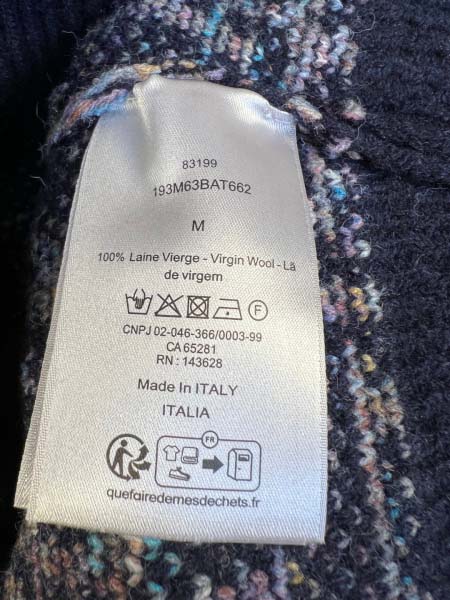 83199
193M63BAT662
M
100% Laine Vierge - Virgin Wool - Lã
de virgem
F
CNPJ 02-046-366/0003-99
CA 65281
RN : 143628
Made In ITALY
ITALIA
FR
quefairedemesdechets.fr